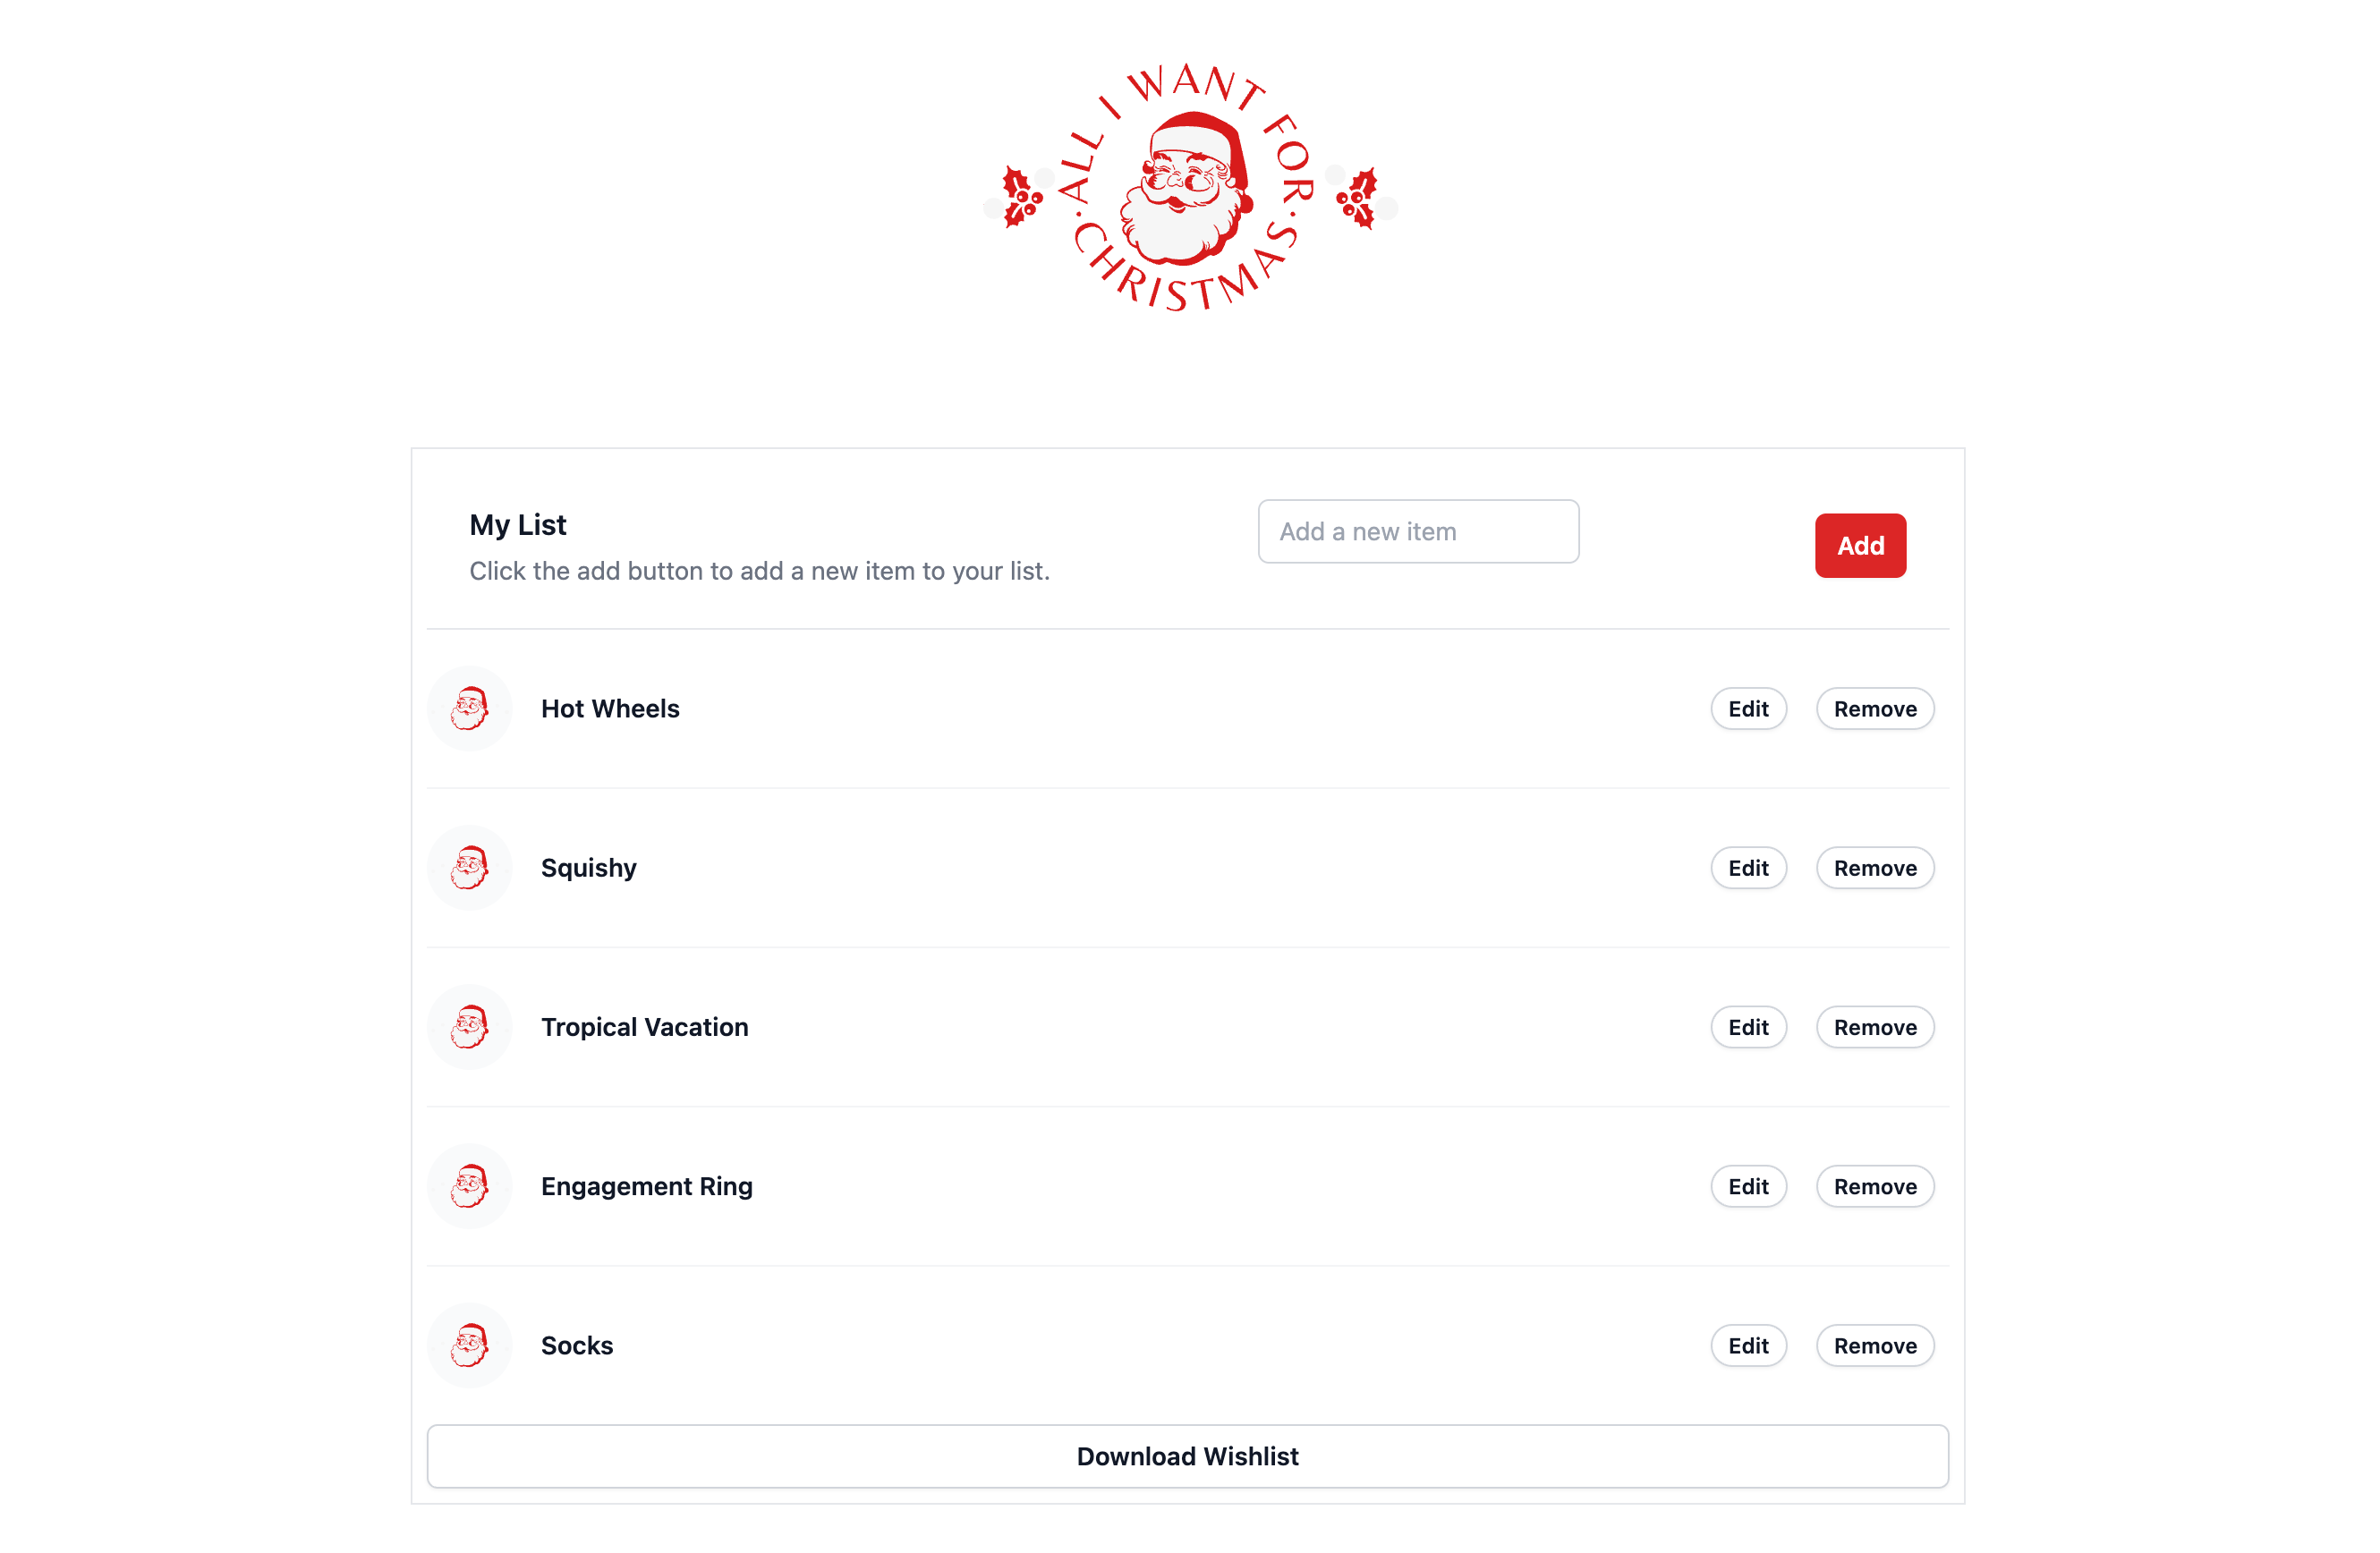 ALL I WANT FOR
·CHRISTMAS·
My List
Click the add button to add a new item to your list.
Add a new item
Add
Hot Wheels
Edit
Remove
Squishy
Edit
Remove
Tropical Vacation
Edit
Remove
Engagement Ring
Edit
Remove
Socks
Edit
Remove
Download Wishlist